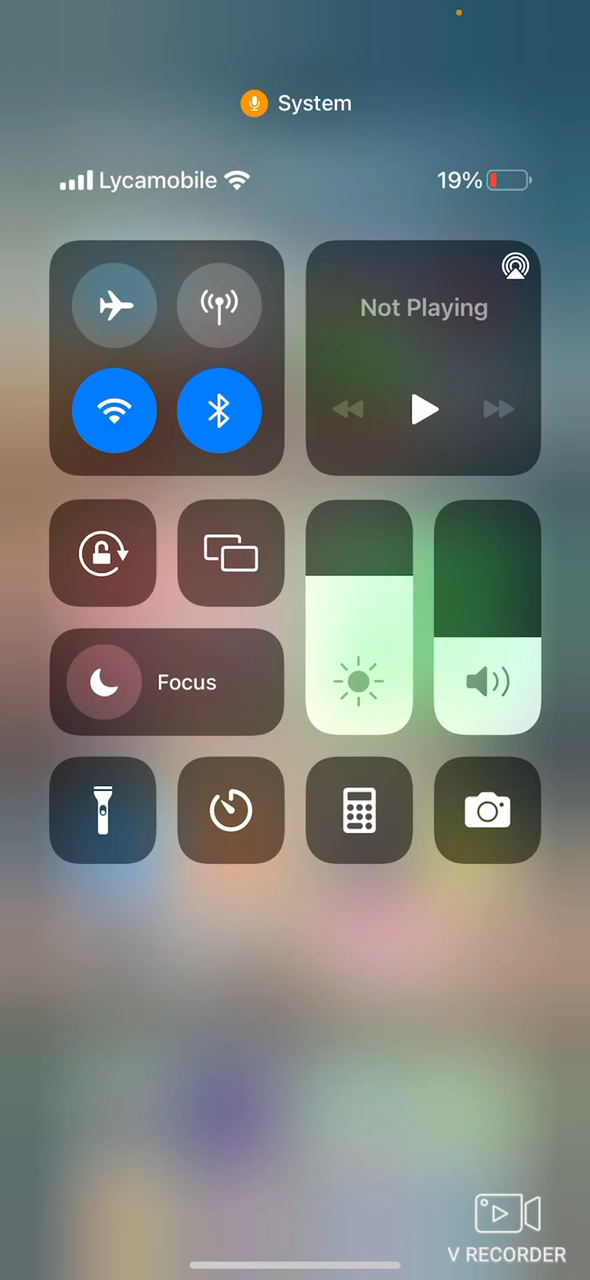 System
Lycamobile
19%
Not Playing
Focus
V RECORDER